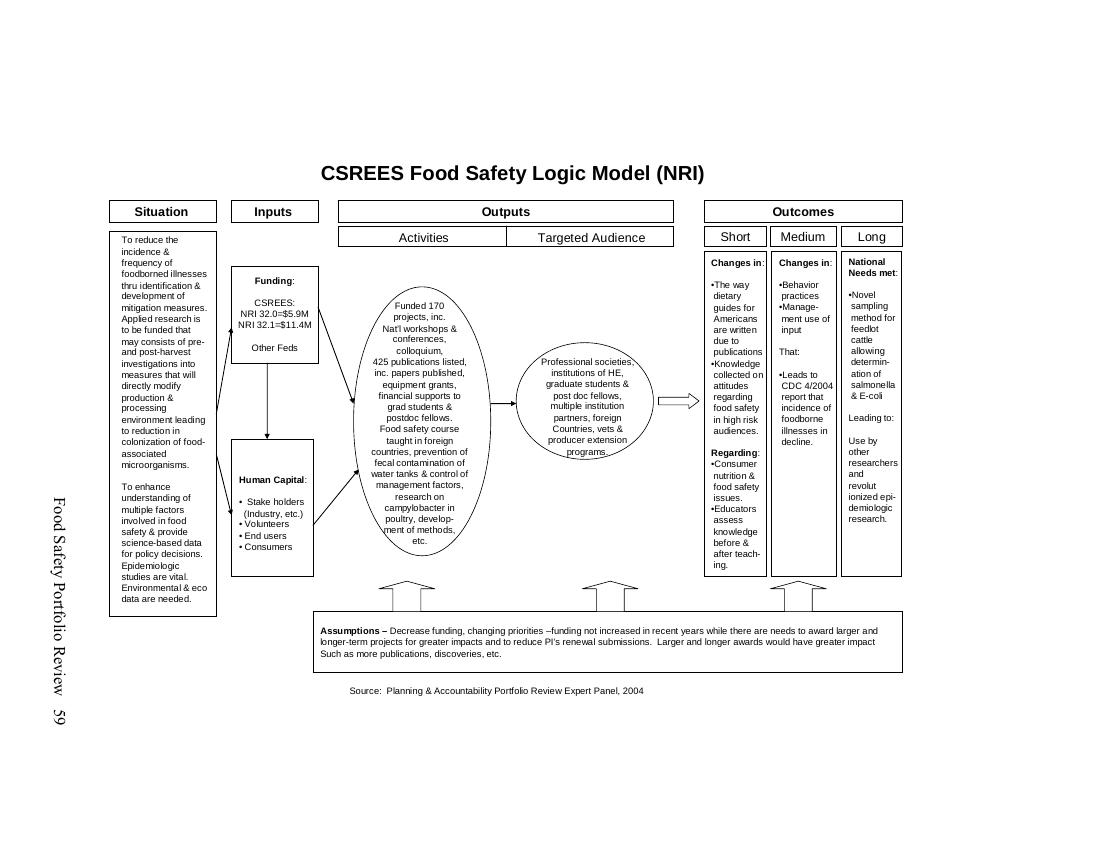 CSREES Food Safety Logic Model (NRI)
Situation
To reduce the
incidence &
frequency of
foodborned illnesses
thru identification &
development of
mitigation measures.
Applied research is
to be funded that
may consists of pre-
and post-harvest
investigations into
measures that will
directly modify
production &
processing
environment leading
to reduction in
colonization of food-
associated
microorganisms.
To enhance
understanding of
multiple factors
involved in food
safety & provide
science-based data
for policy decisions.
Epidemiologic
studies are vital.
Environmental & eco
data are needed.
Inputs
Funding:
CSREES:
NRI 32.0=$5.9M
NRI 32.1=$11.4M
Other Feds
Human Capital:
• Stake holders
(Industry, etc.)
• Volunteers
• End users
• Consumers
Outputs
Activities
Targeted Audience
Funded 170
projects, inc.
Nat'l workshops &
conferences,
colloquium,
425 publications listed,
inc. papers published,
equipment grants,
financial supports to
grad students &
postdoc fellows.
Food safety course
taught in foreign
countries, prevention of
fecal contamination of
water tanks & control of
management factors,
research on
campylobacter in
poultry, develop-
ment of methods,
etc.
Professional societies,
institutions of HE,
graduate students &
post doc fellows,
multiple institution
partners, foreign
Countries, vets &
producer extension
programs.
Outcomes
Short
Medium
Long
Changes in:
•The way
dietary
guides for
Americans
are written
due to
publications
•Knowledge
collected on
attitudes
regarding
food safety
in high risk
audiences.
Regarding:
•Consumer
nutrition &
food safety
issues.
•Educators
assess
knowledge
before &
after teach-
ing.
Changes in:
•Behavior
practices
•Manage-
ment use of
input
That:
•Leads to
CDC 4/2004
report that
incidence of
foodborne
illnesses in
decline.
National
Needs met:
•Novel
sampling
method for
feedlot
cattle
allowing
determin-
ation of
salmonella
& E-coli
Leading to:
Use by
other
researchers
and
revolut
ionized epi-
demiologic
research.
Assumptions – Decrease funding, changing priorities –funding not increased in recent years while there are needs to award larger and
longer-term projects for greater impacts and to reduce PI's renewal submissions. Larger and longer awards would have greater impact
Such as more publications, discoveries, etc.
Source: Planning & Accountability Portfolio Review Expert Panel, 2004
Food Safety Portfolio Review 59